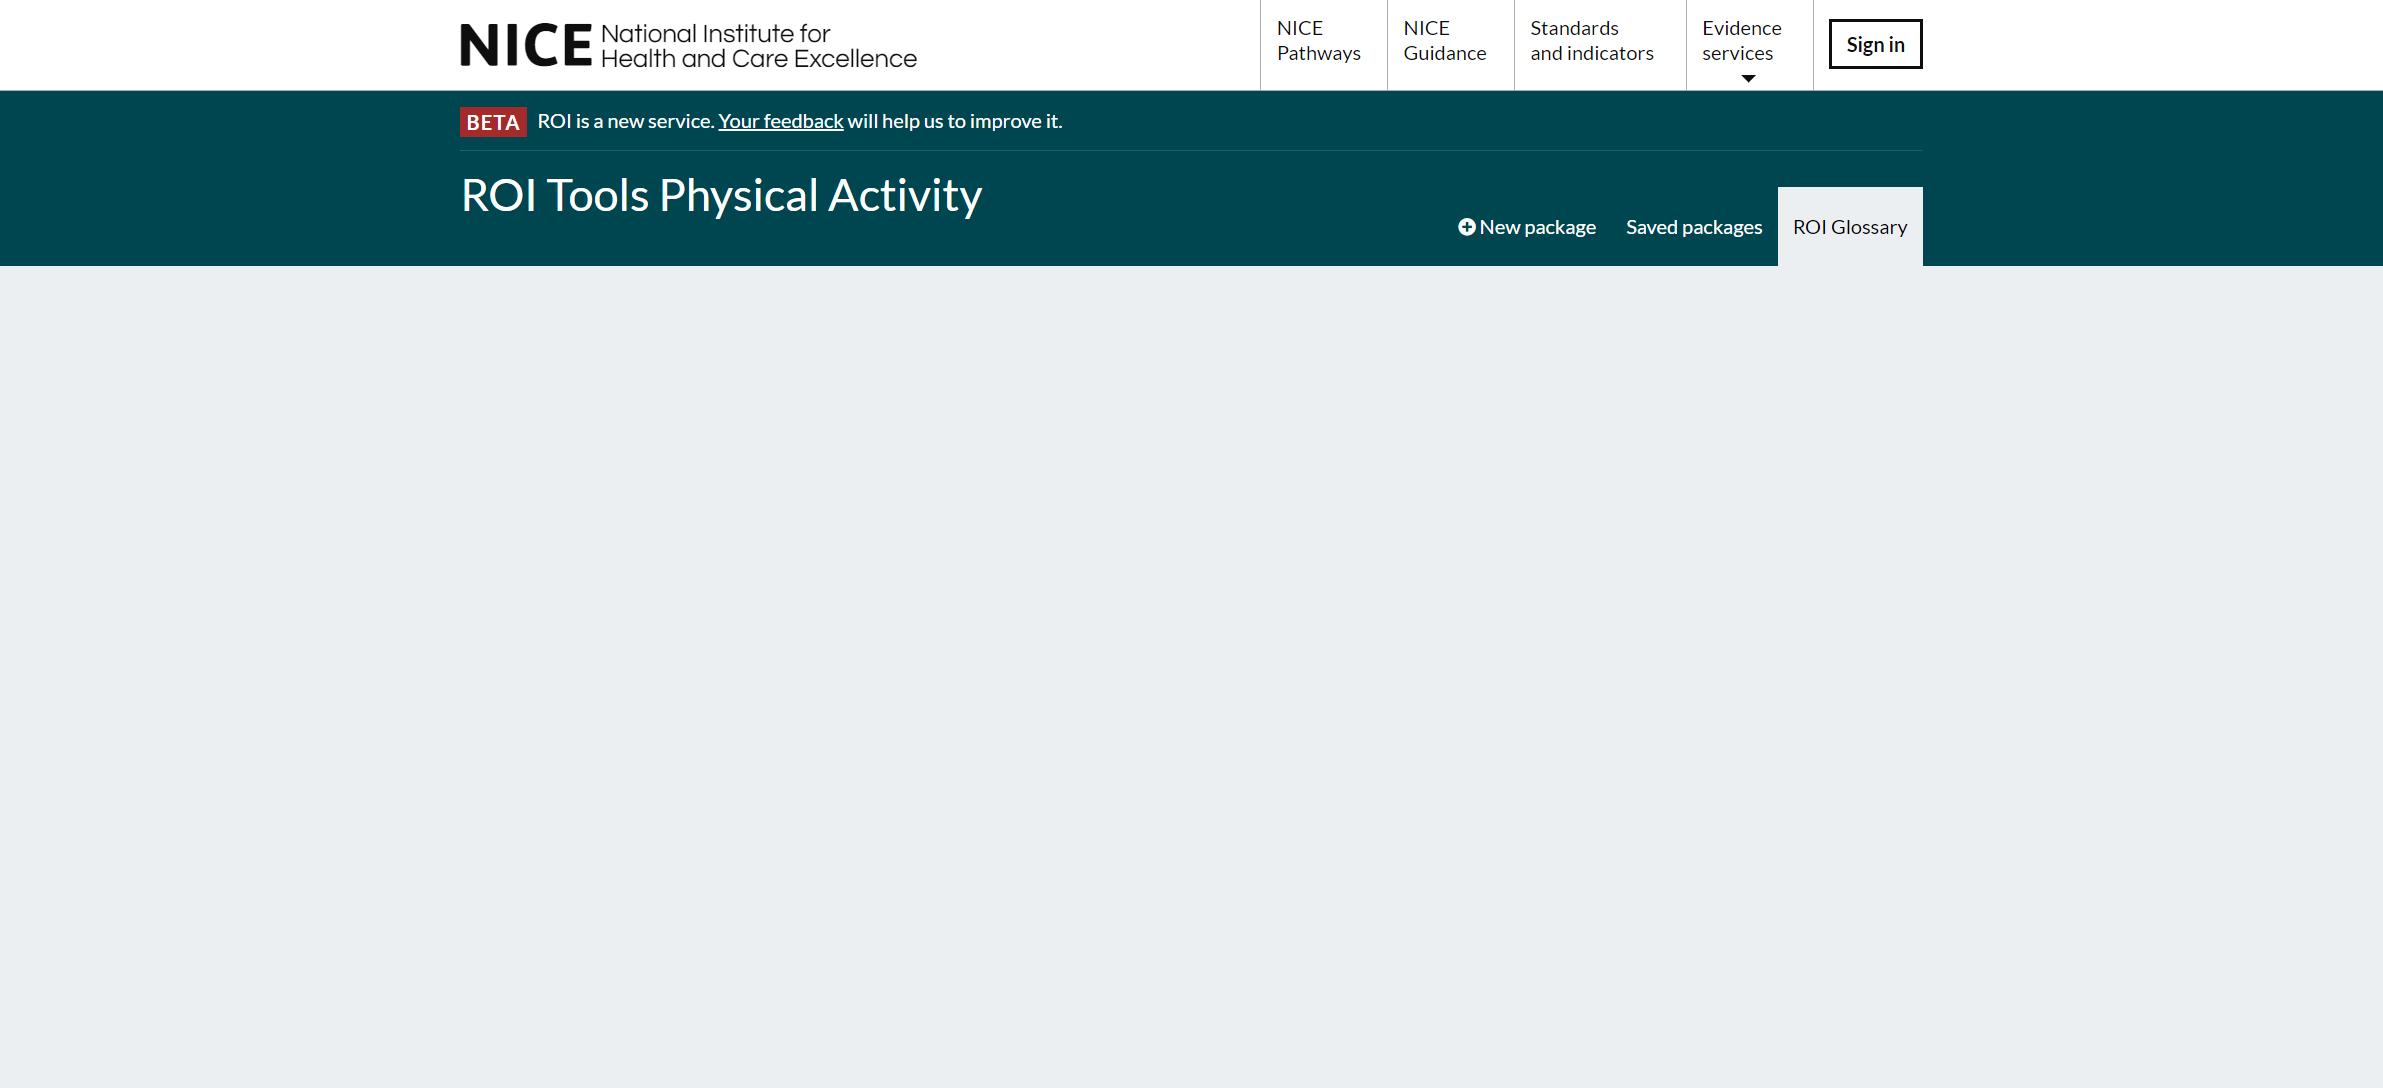 NICE National Institute for
Health and Care Excellence
NICE
Pathways
NICE
Guidance
Standards
and indicators
Evidence
services
Sign in
BETA ROI is a new service. Your feedback will help us to improve it.
ROI Tools Physical Activity
New package
Saved packages
ROI Glossary